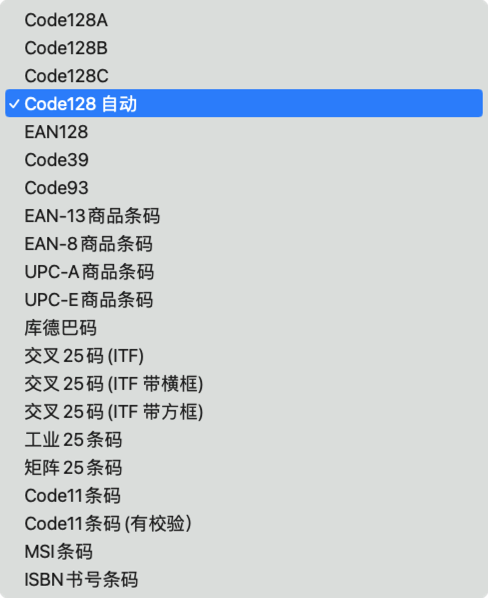 Code128A
Code128B
Code128C
✓ Code128 自动
EAN128
Code39
Code93
EAN-13商品条码
EAN-8商品条码
UPC-A商品条码
UPC-E商品条码
库德巴码
交叉25码(ITF)
交叉25码(ITF 带横框)
交叉25码(ITF 带方框)
工业25条码
矩阵25条码
Code11条码
Code11条码(有校验）
MSI条码
ISBN书号条码